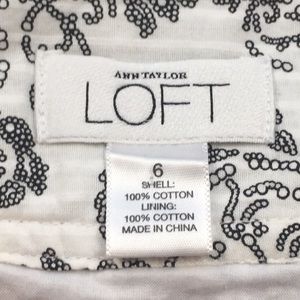 ANN TAYLOR
LOFT
6
SHELL:
100% COTTON
LINING:
100% COTTON
MADE IN CHINA